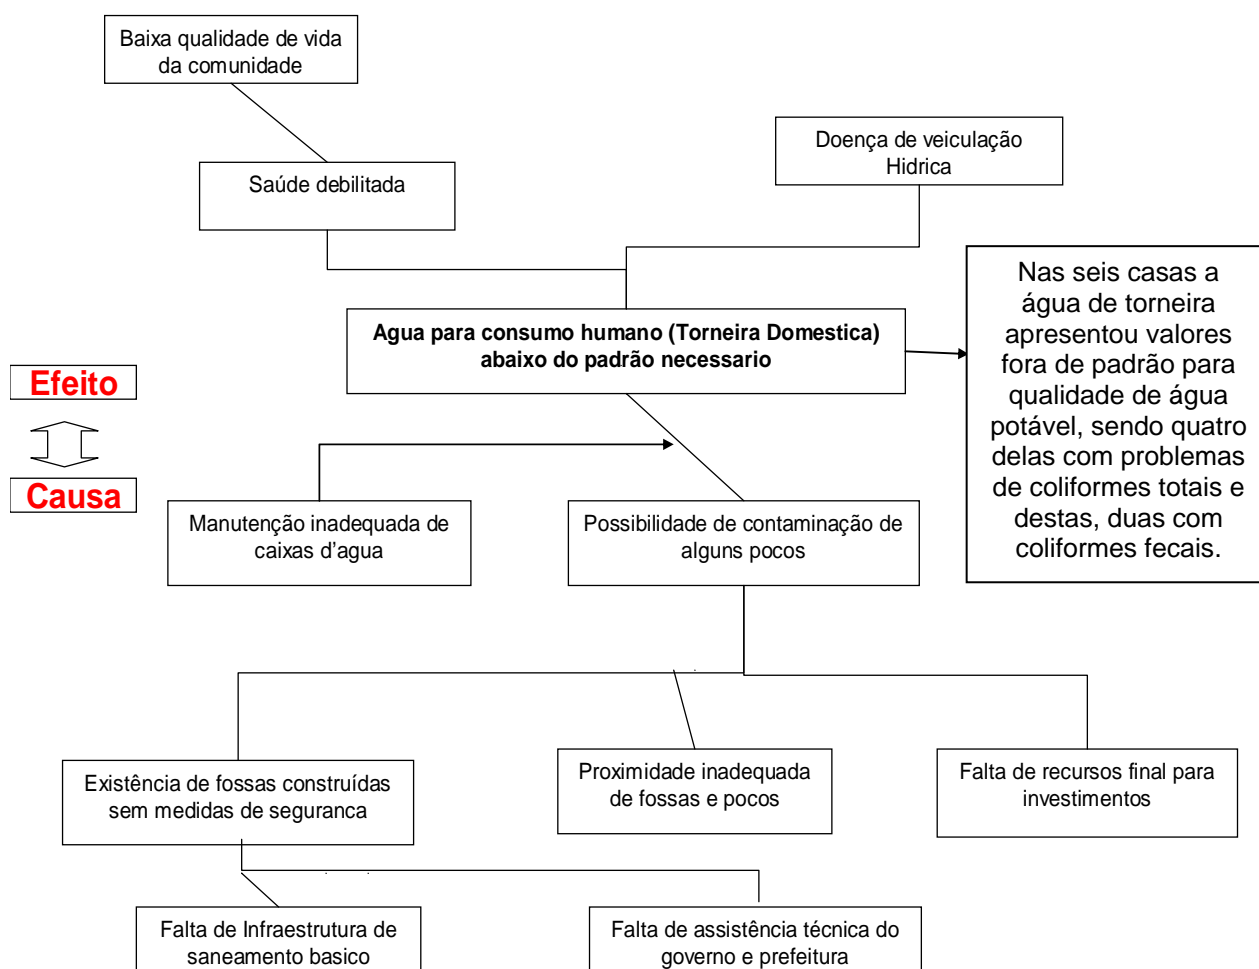 Baixa qualidade de vida
da comunidade
Doença de veiculação
Hidrica
Saúde debilitada
Nas seis casas a
água de torneira
apresentou valores
fora de padrão para
qualidade de água
potável, sendo quatro
delas com problemas
de coliformes totais e
destas, duas com
coliformes fecais.
Agua para consumo humano (Torneira Domestica)
abaixo do padrão necessario
Efeito
Causa
Manutenção inadequada de
caixas d’agua
Possibilidade de contaminação de
alguns pocos
Existência de fossas construídas
sem medidas de seguranca
Proximidade inadequada
de fossas e pocos
Falta de recursos final para
investimentos
Falta de Infraestrutura de
saneamento basico
Falta de assistência técnica do
governo e prefeitura